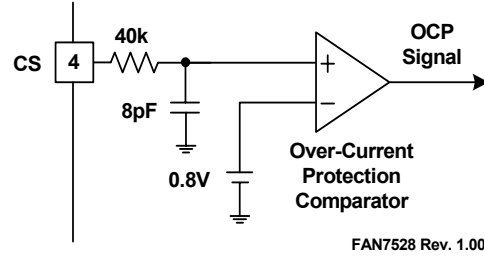 40k
OCP
Signal
CS
4
+
8pF
−
Over-Current
Protection
Comparator
0.8V
FAN7528 Rev. 1.00